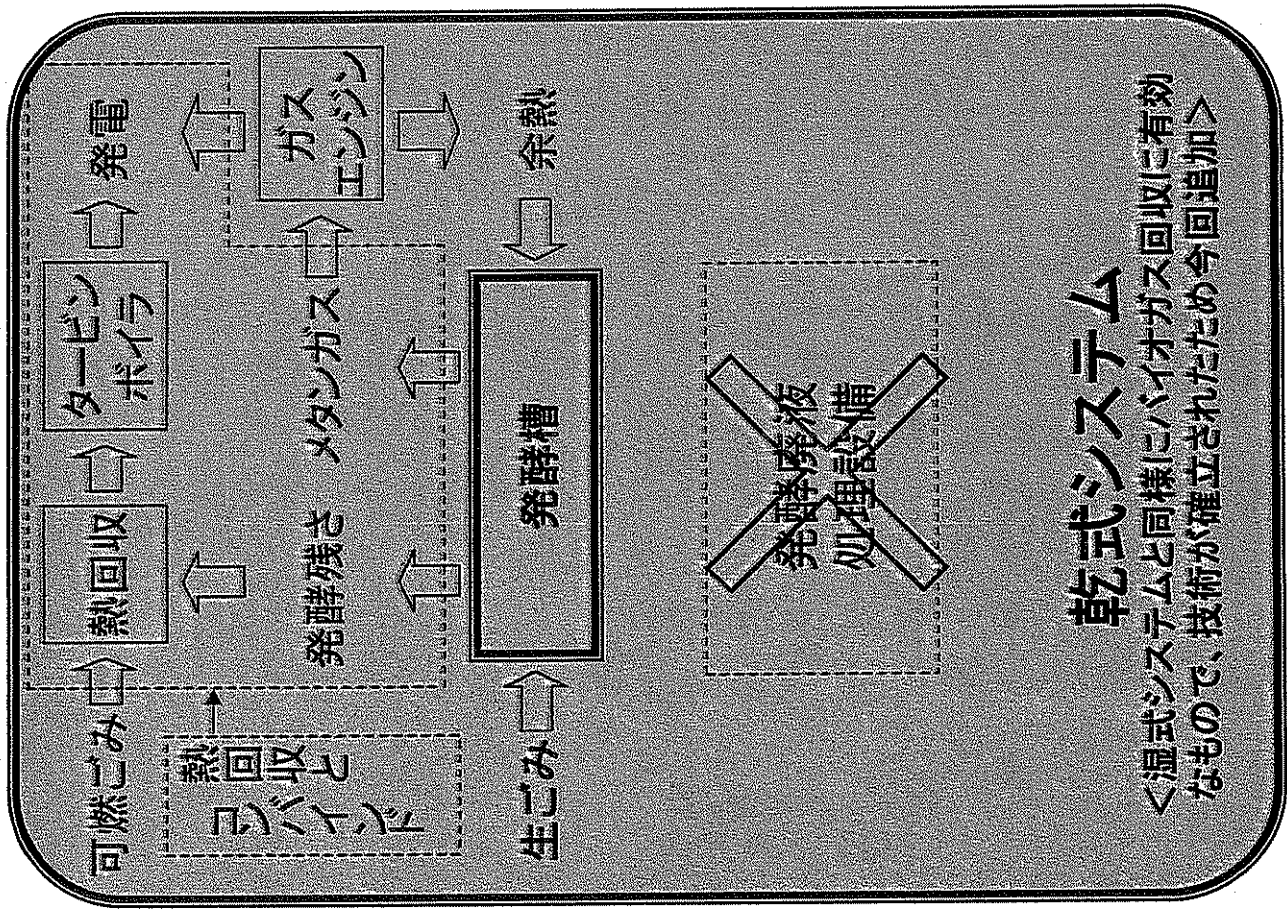 可燃ごみ
熱回収
タービン
ボイラ
発電
熱回収と
コンバインド
発酵残さ
メタンガス
ガス
エンジン
生ごみ
発酵槽
余熱
発酵廃液
処理設備
乾式システム
＜湿式システムと同様にバイオガス回収に有効
なもので、技術が確立されたため今回追加＞